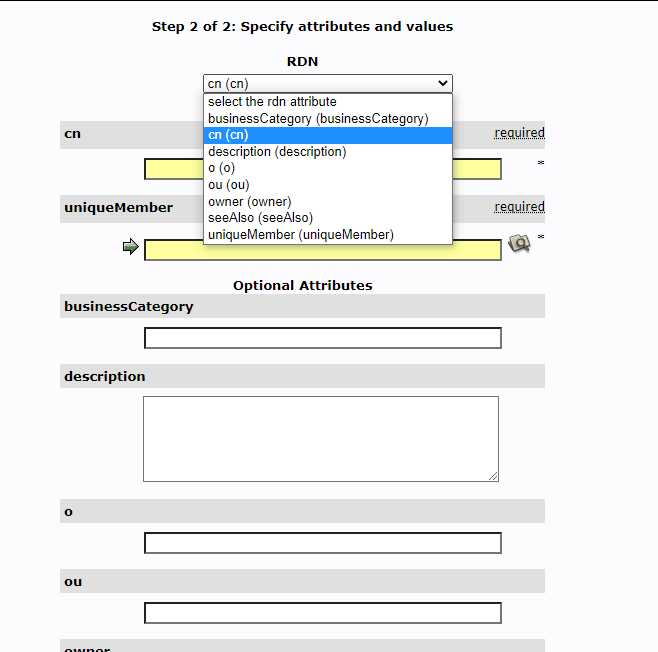 Step 2 of 2: Specify attributes and values
RDN
cn (cn)
select the rdn attribute
businessCategory (businessCategory)
cn (cn)
description (description)
o (o)
ou (ou)
owner (owner)
seeAlso (seeAlso)
uniqueMember (uniqueMember)
cn
required
*
uniqueMember
required
*
Optional Attributes
businessCategory
description
o
ou
owner